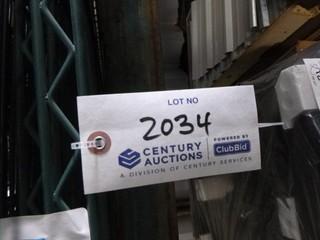 LOT NO
2034
CENTURY AUCTIONS
POWERED BY
ClubBid
A DIVISION OF CENTURY SERVICES